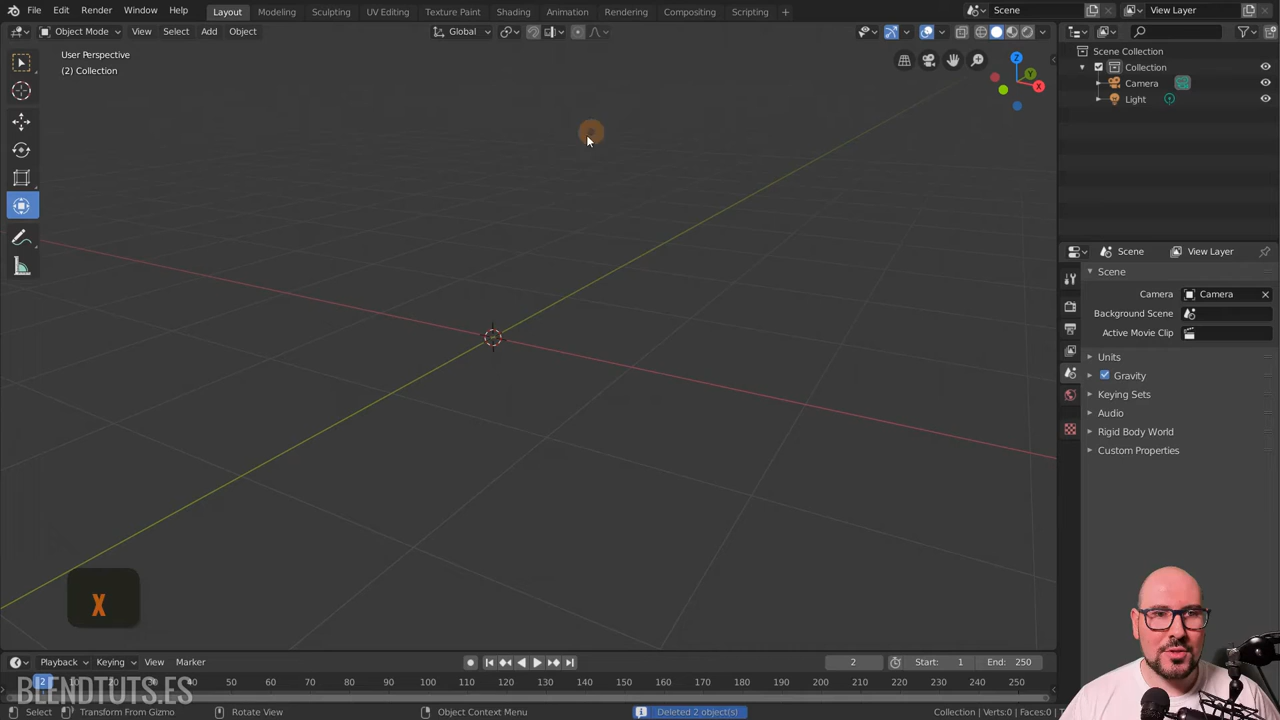 File Edit Render Window Help Layout Modeling Sculpting UV Editing Texture Paint Shading Animation Rendering Compositing Scripting + Scene View Layer
Object Mode View Select Add Object Global
User Perspective
(2) Collection
Z
Y
X
Scene Collection
Collection
Camera
Light
Scene View Layer
Scene
Camera Camera
Background Scene
Active Movie Clip
Units
Gravity
Keying Sets
Audio
Rigid Body World
Custom Properties
X
Playback Keying View Marker 2 Start: 1 End: 250
2 10 20 30 40 50 60 70 80 90 100 110 120 130 140 150 160 170 180 190 200 210 220 230 240 250
BLENDTUTS.ES
Select Transform From Gizmo Rotate View Object Context Menu Deleted 2 object(s) Collection | Verts:0 | Faces:0 | T